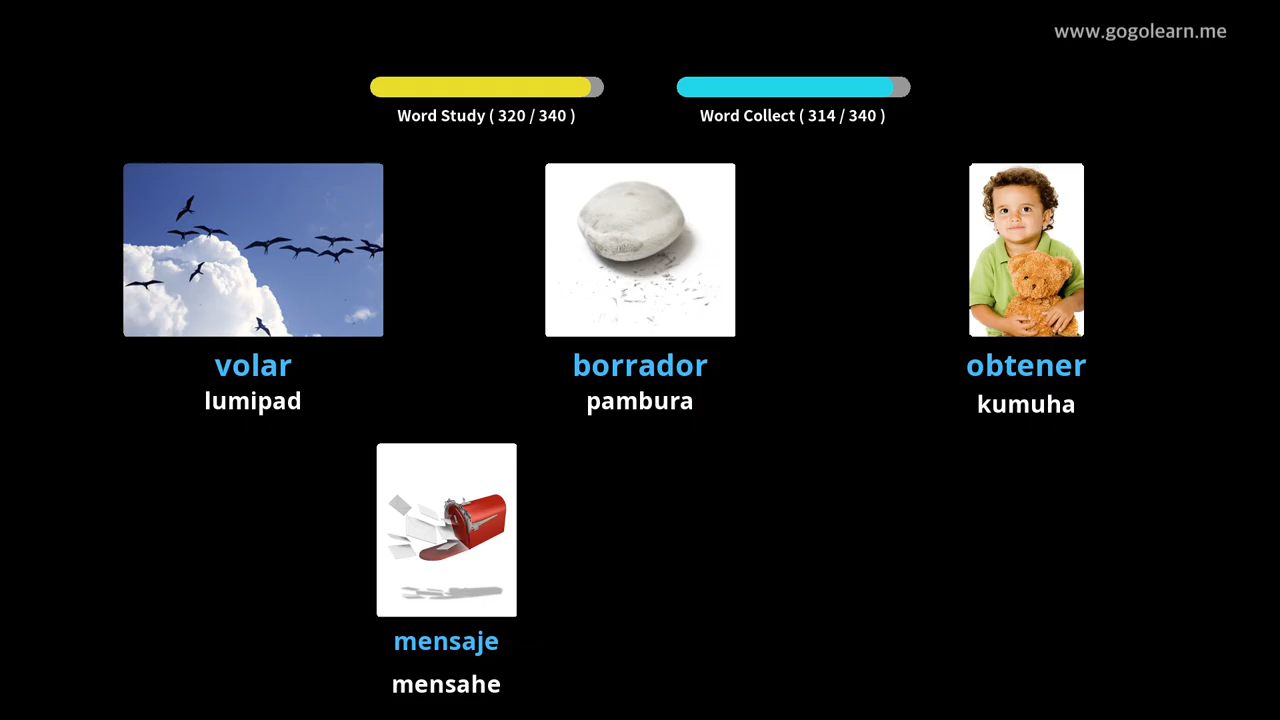 www.gogolearn.me
Word Study ( 320 / 340 )
Word Collect ( 314 / 340 )
volar
lumipad
borrador
pambura
obtener
kumuha
mensaje
mensahe